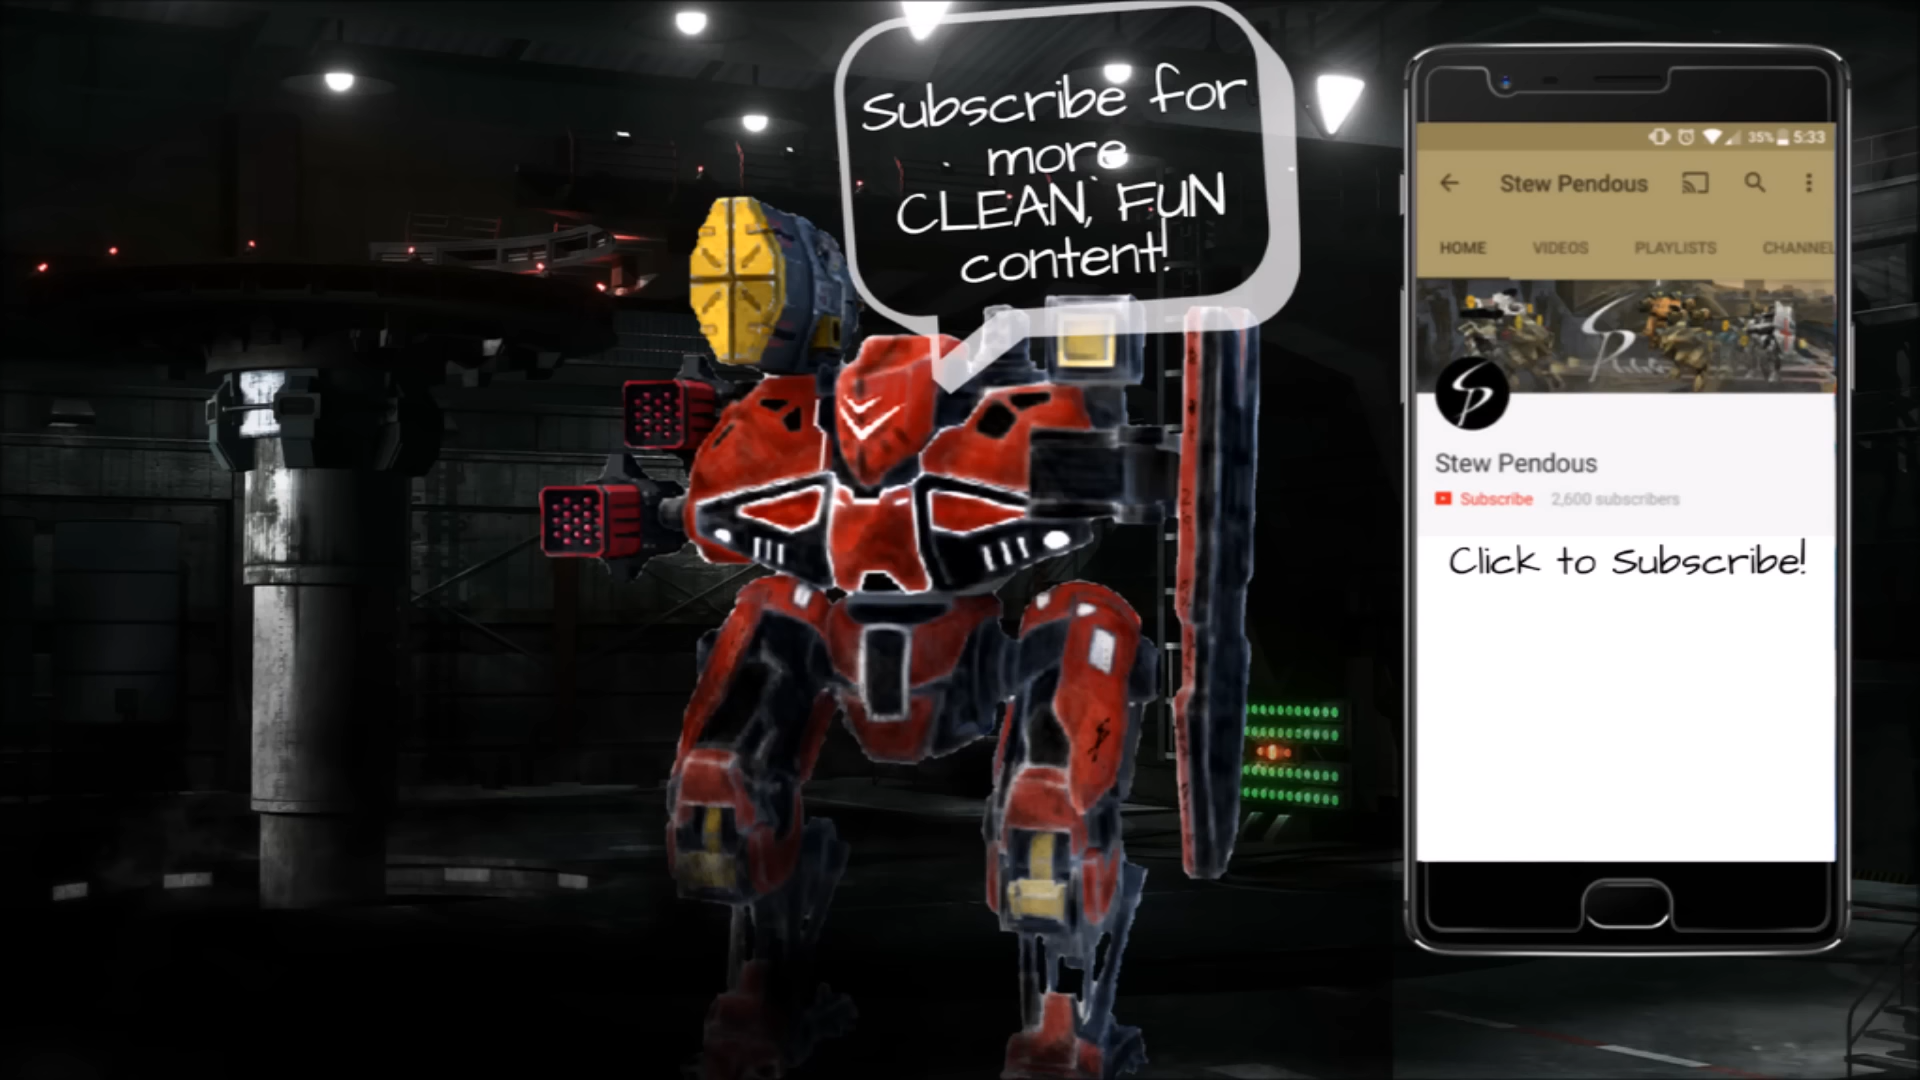 Subscribe for
more
CLEAN, FUN
content!
35% 5:33
Stew Pendous
HOME VIDEOS PLAYLISTS CHANNEL
SP
Stew Pendous
Subscribe 2,600 subscribers
Click to Subscribe!